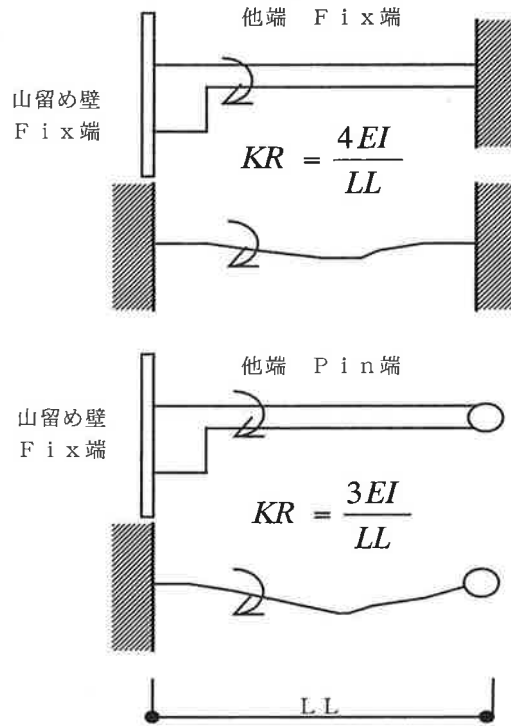 他端　Ｆｉｘ端
山留め壁
Ｆｉｘ端
KR = 4EI / LL
他端　Ｐｉｎ端
山留め壁
Ｆｉｘ端
KR = 3EI / LL
ＬＬ